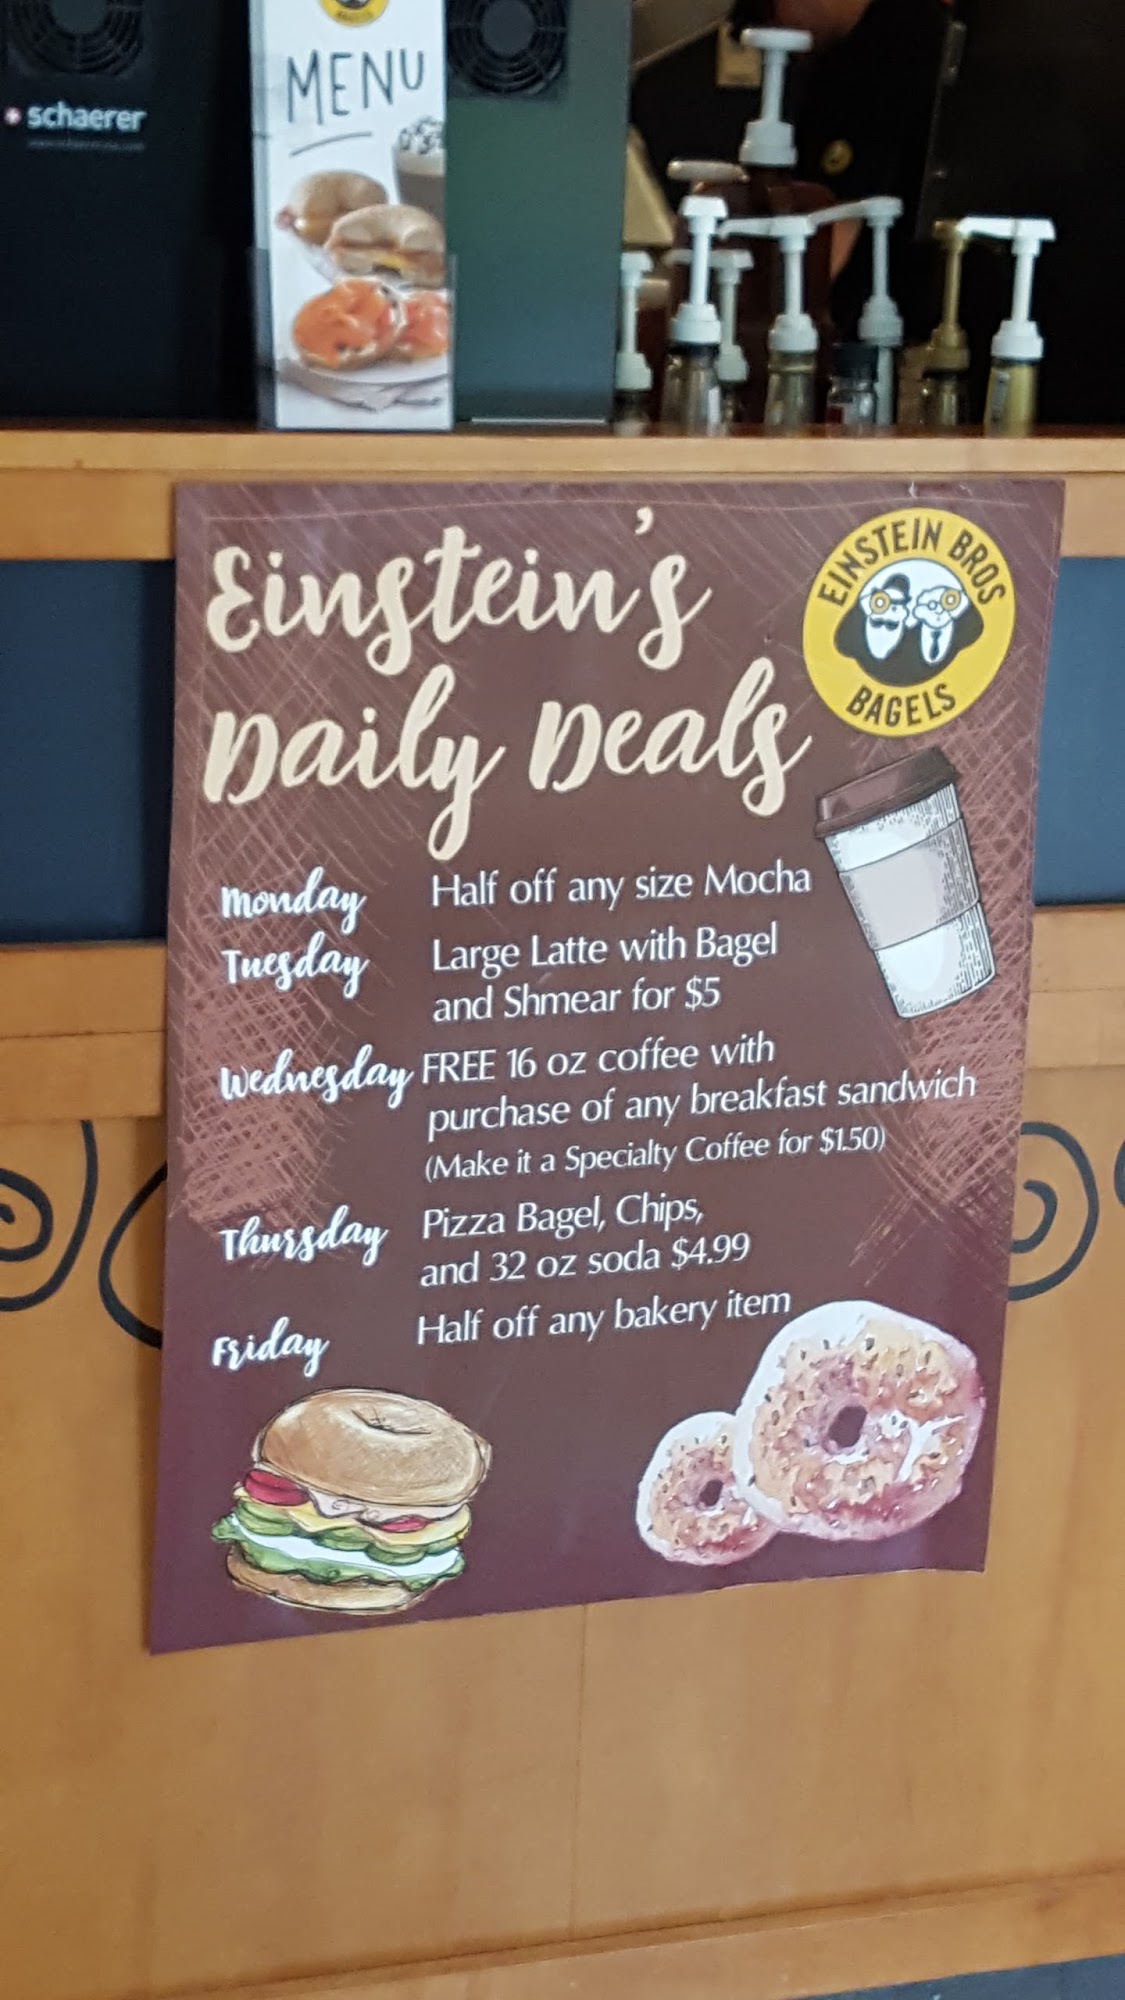 BAGELS
MENU
schaerer
Einstein's
Daily Deals
EINSTEIN BROS
BAGELS
Monday Half off any size Mocha
Tuesday Large Latte with Bagel
and Shmear for $5
Wednesday FREE 16 oz coffee with
purchase of any breakfast sandwich
(Make it a Specialty Coffee for $1.50)
Thursday Pizza Bagel, Chips,
and 32 oz soda $4.99
Friday Half off any bakery item